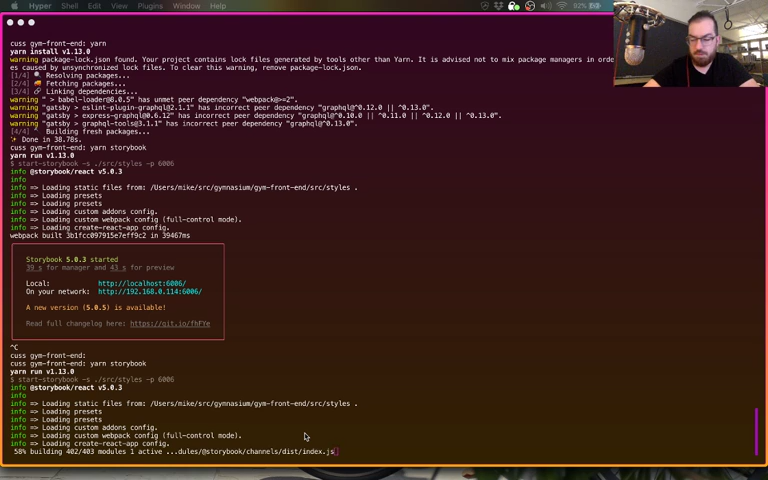 Hyper Shell Edit View Plugins Window Help 92%
cuss gym-front-end: yarn
yarn install v1.13.0
warning package-lock.json found. Your project contains lock files generated by tools other than Yarn. It is advised not to mix package managers in orde
es caused by unsynchronized lock files. To clear this warning, remove package-lock.json.
[1/4] Resolving packages...
[2/4] Fetching packages...
[3/4] Linking dependencies...
warning " > babel-loader@8.0.5" has unmet peer dependency "webpack@>=2".
warning "gatsby > eslint-plugin-graphql@2.1.1" has incorrect peer dependency "graphql@^0.12.0 || ^0.13.0".
warning "gatsby > express-graphql@0.6.12" has incorrect peer dependency "graphql@^0.10.0 || ^0.11.0 || ^0.12.0 || ^0.13.0".
warning "gatsby > graphql-tools@3.1.1" has incorrect peer dependency "graphql@^0.13.0".
[4/4] Building fresh packages...
Done in 38.78s.
cuss gym-front-end: yarn storybook
yarn run v1.13.0
$ start-storybook -s ./src/styles -p 6006
info @storybook/react v5.0.3
info
info => Loading static files from: /Users/mike/src/gymnasium/gym-front-end/src/styles .
info => Loading presets
info => Loading presets
info => Loading custom addons config.
info => Loading custom webpack config (full-control mode).
info => Loading create-react-app config.
webpack built 3b1fcc097915e7eff9c2 in 39467ms
Storybook 5.0.3 started
39 s for manager and 43 s for preview
Local: http://localhost:6006/
On your network: http://192.168.0.114:6006/
A new version (5.0.5) is available!
Read full changelog here: https://git.io/fhFYe
^C
cuss gym-front-end:
cuss gym-front-end: yarn storybook
yarn run v1.13.0
$ start-storybook -s ./src/styles -p 6006
info @storybook/react v5.0.3
info
info => Loading static files from: /Users/mike/src/gymnasium/gym-front-end/src/styles .
info => Loading presets
info => Loading presets
info => Loading custom addons config.
info => Loading custom webpack config (full-control mode).
info => Loading create-react-app config.
58% building 402/403 modules 1 active ...dules/@storybook/channels/dist/index.js